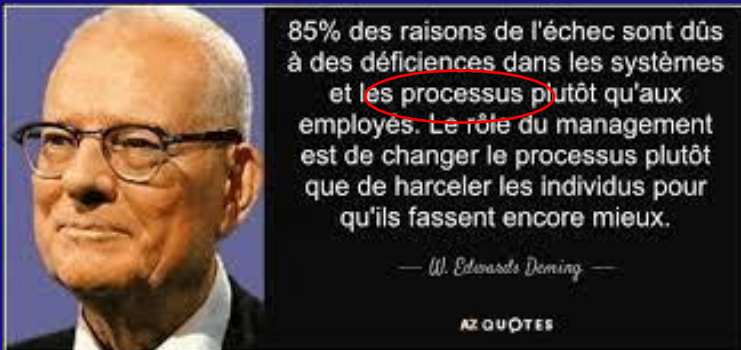 85% des raisons de l'échec sont dûs
à des déficiences dans les systèmes
et les processus plutôt qu'aux
employés. Le rôle du management
est de changer le processus plutôt
que de harceler les individus pour
qu'ils fassent encore mieux.
— W. Edwards Deming —
AZ QUOTES